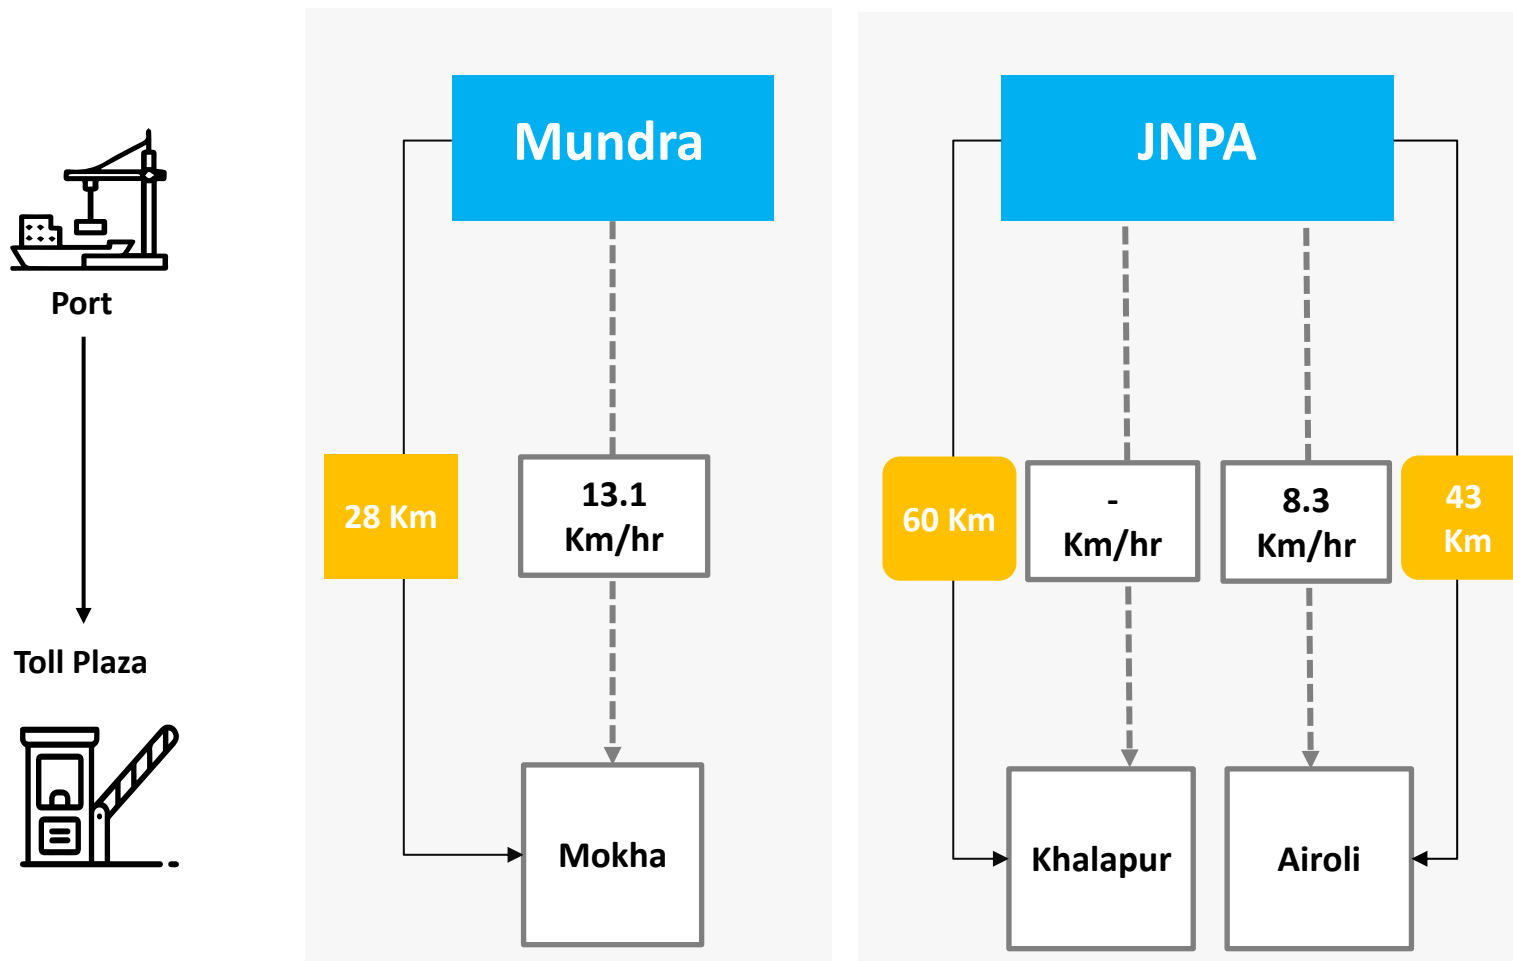 Mundra
JNPA
Port
28 Km
13.1
Km/hr
60 Km
-
Km/hr
8.3
Km/hr
43
Km
Toll Plaza
Mokha
Khalapur
Airoli